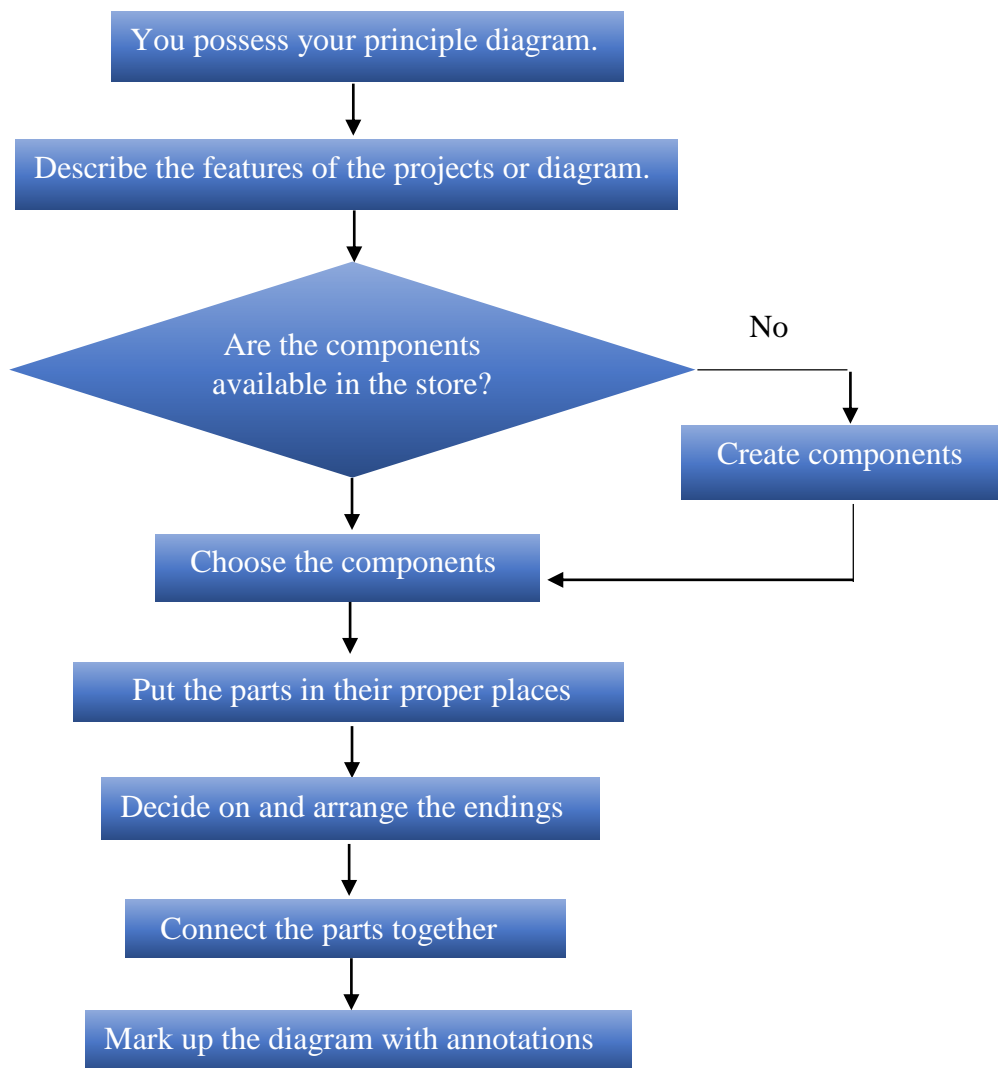 You possess your principle diagram.
Describe the features of the projects or diagram.
Are the components
available in the store?
No
Create components
Choose the components
Put the parts in their proper places
Decide on and arrange the endings
Connect the parts together
Mark up the diagram with annotations